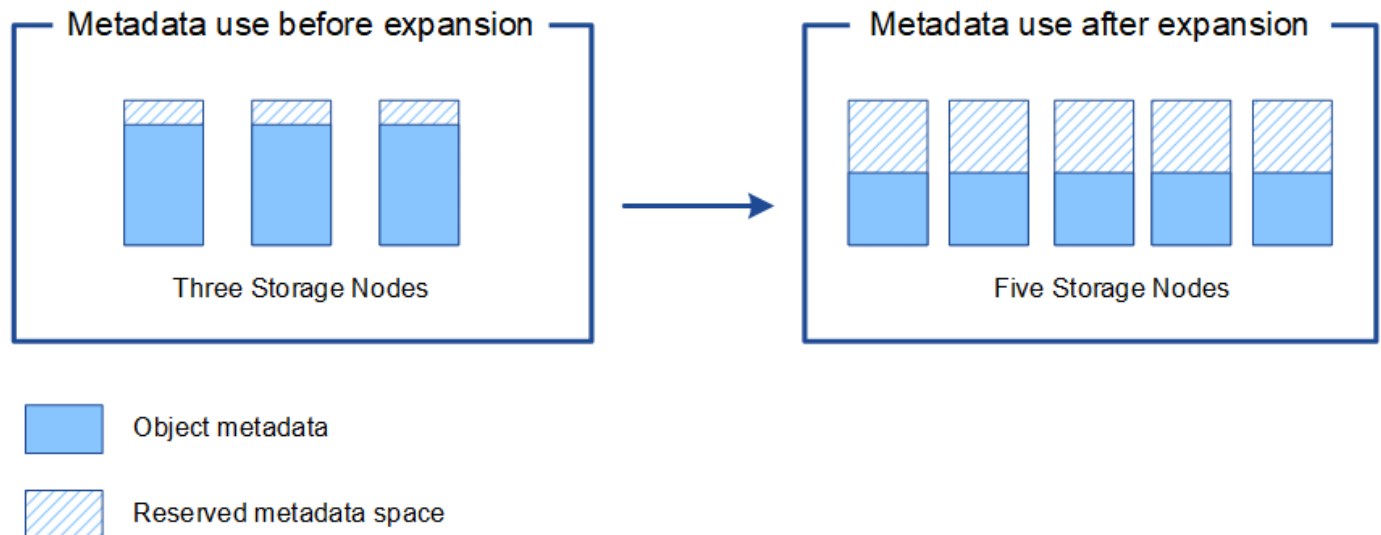 Metadata use before expansion
Metadata use after expansion
Three Storage Nodes
Five Storage Nodes
Object metadata
Reserved metadata space